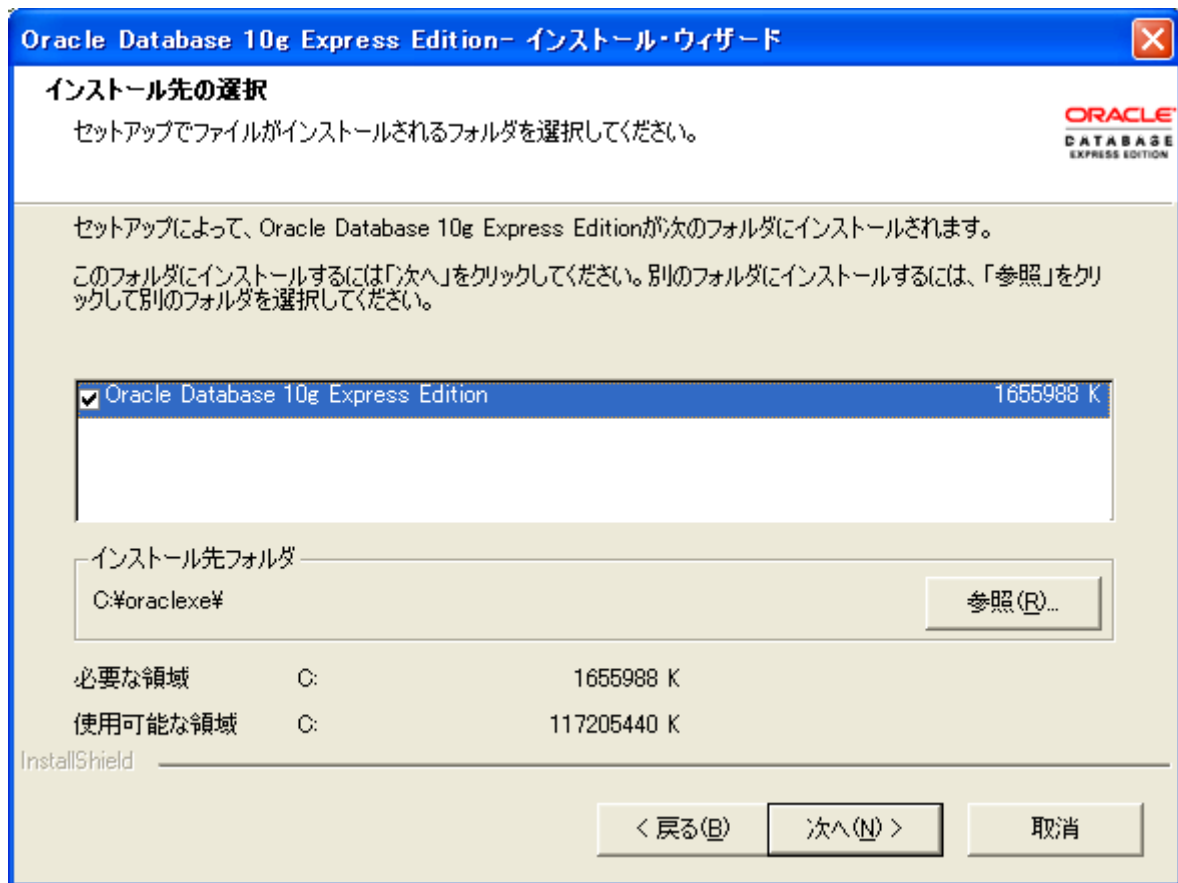 Oracle Database 10g Express Edition- インストール・ウィザード
インストール先の選択
セットアップでファイルがインストールされるフォルダを選択してください。
ORACLE
DATABASE
EXPRESS EDITION
セットアップによって、Oracle Database 10g Express Editionが次のフォルダにインストールされます。
このフォルダにインストールするには「次へ」をクリックしてください。別のフォルダにインストールするには、「参照」をクリ
ックして別のフォルダを選択してください。
Oracle Database 10g Express Edition 1655988 K
インストール先フォルダ
C:¥oraclexe¥ 参照(R)...
必要な領域 C: 1655988 K
使用可能な領域 C: 117205440 K
InstallShield
< 戻る(B) 次へ(N) > 取消